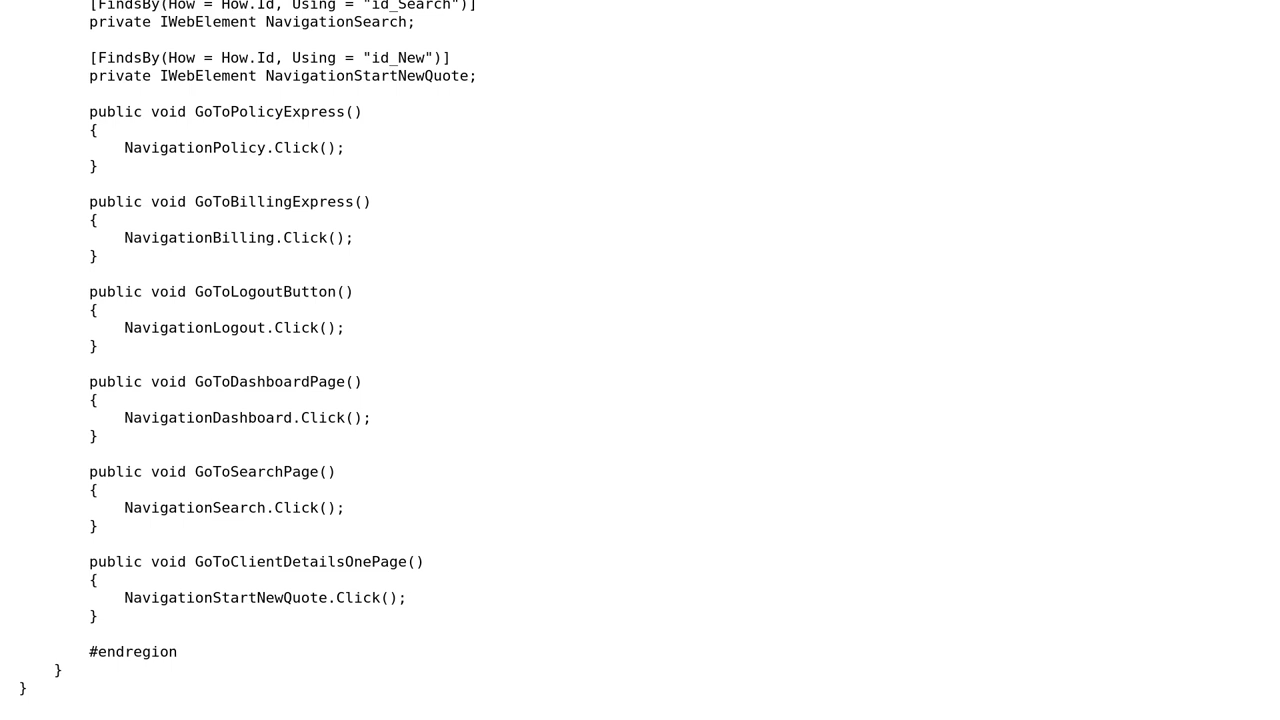 [FindsBy(How = How.Id, Using = "id_Search")]
private IWebElement NavigationSearch;
[FindsBy(How = How.Id, Using = "id_New")]
private IWebElement NavigationStartNewQuote;
public void GoToPolicyExpress()
{
NavigationPolicy.Click();
}
public void GoToBillingExpress()
{
NavigationBilling.Click();
}
public void GoToLogoutButton()
{
NavigationLogout.Click();
}
public void GoToDashboardPage()
{
NavigationDashboard.Click();
}
public void GoToSearchPage()
{
NavigationSearch.Click();
}
public void GoToClientDetailsOnePage()
{
NavigationStartNewQuote.Click();
}
#endregion
}
}